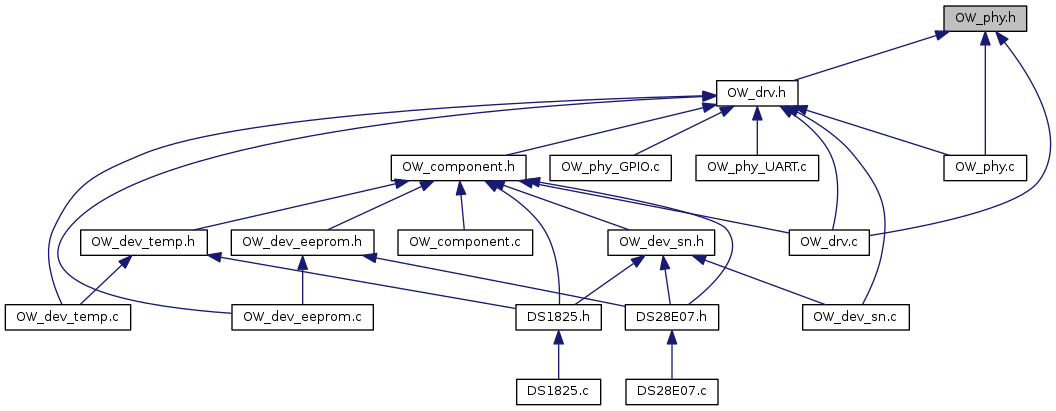 OW_phy.h
OW_drv.h
OW_component.h
OW_phy_GPIO.c
OW_phy_UART.c
OW_phy.c
OW_dev_temp.h
OW_dev_eeprom.h
OW_component.c
OW_dev_sn.h
OW_drv.c
OW_dev_temp.c
OW_dev_eeprom.c
DS1825.h
DS28E07.h
OW_dev_sn.c
DS1825.c
DS28E07.c